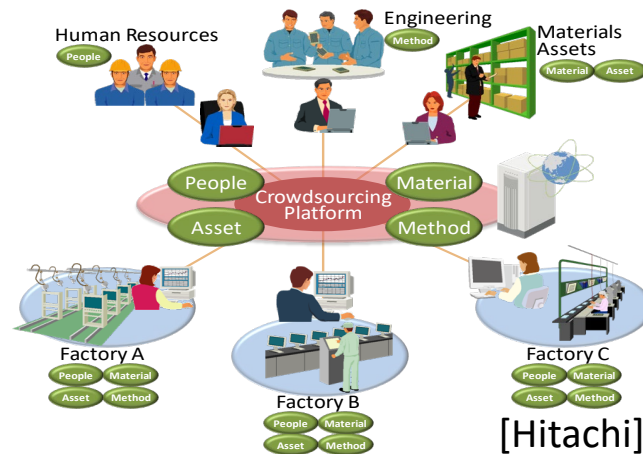 Human Resources
People
Engineering
Method
Materials
Assets
Material Asset
People Material
Crowdsourcing
Platform
Asset Method
Factory A
People Material
Asset Method
Factory B
People Material
Asset Method
Factory C
People Material
Asset Method
[Hitachi]